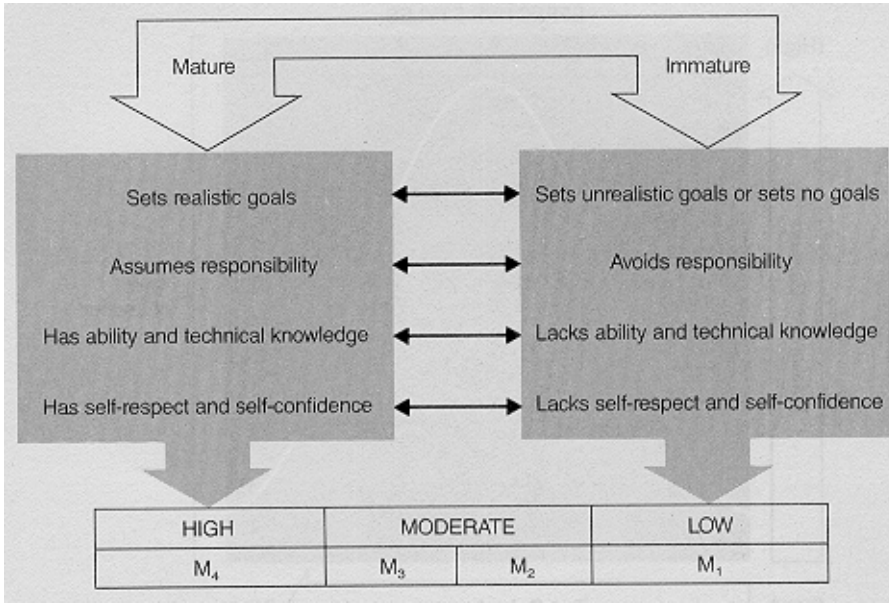 Mature Immature
Sets realistic goals Sets unrealistic goals or sets no goals
Assumes responsibility Avoids responsibility
Has ability and technical knowledge Lacks ability and technical knowledge
Has self-respect and self-confidence Lacks self-respect and self-confidence
HIGH MODERATE LOW
M₄ M₃ M₂ M₁